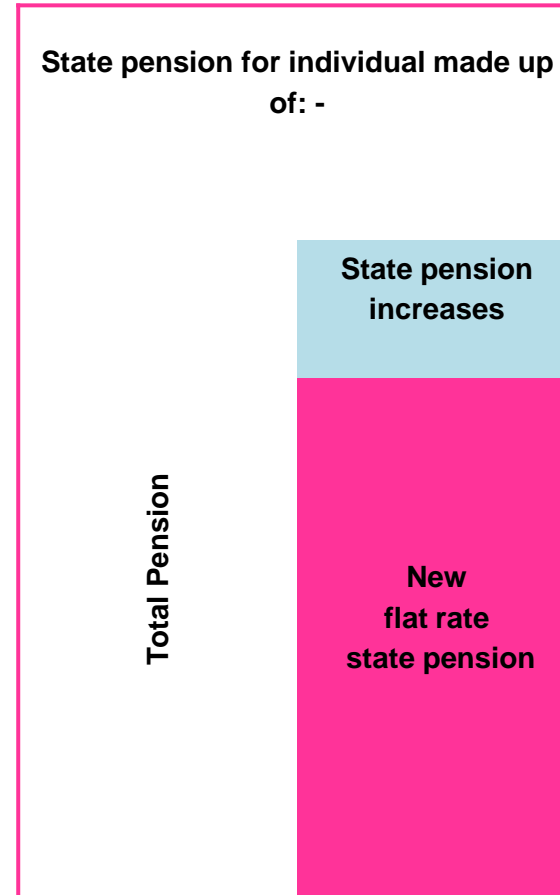 State pension for individual made up
of: -
State pension
increases
Total Pension
New
flat rate
state pension